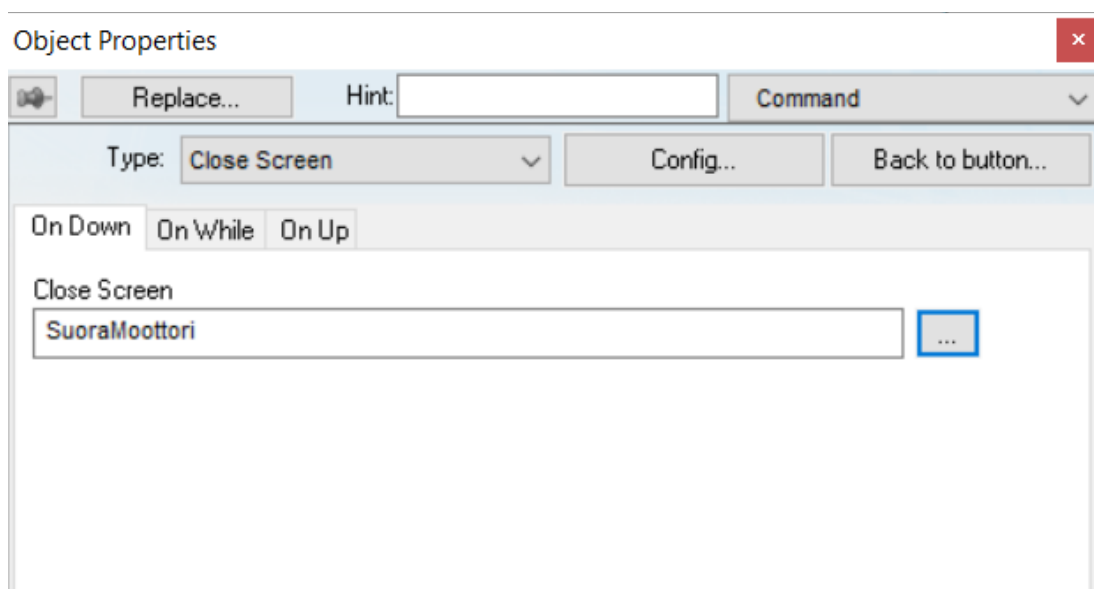 Object Properties
Replace... Hint: Command
Type: Close Screen Config... Back to button...
On Down On While On Up
Close Screen
SuoraMoottori ...